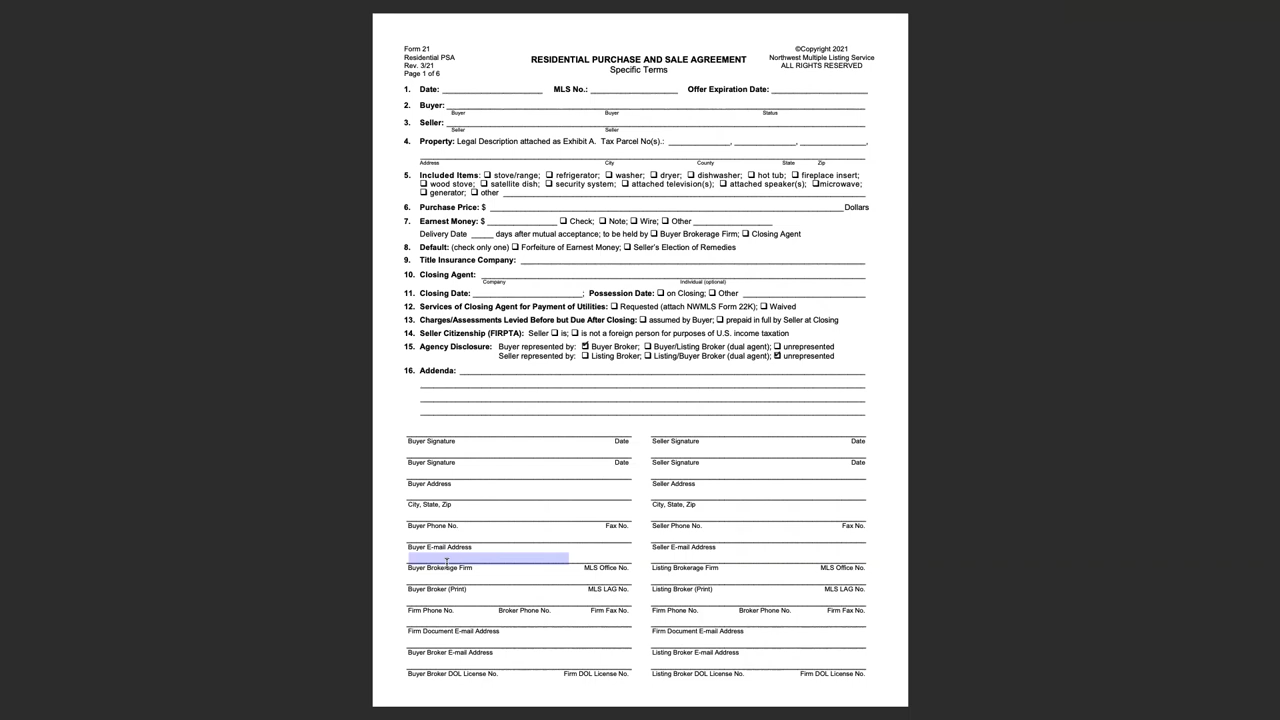 Form 21
Residential PSA
Rev. 3/21
Page 1 of 6
©Copyright 2021
Northwest Multiple Listing Service
ALL RIGHTS RESERVED
RESIDENTIAL PURCHASE AND SALE AGREEMENT
Specific Terms
1. Date: MLS No.: Offer Expiration Date:
2. Buyer:
Buyer Buyer Status
3. Seller:
Seller Seller
4. Property: Legal Description attached as Exhibit A. Tax Parcel No(s).: , , ,
Address City County State Zip
5. Included Items: ☐ stove/range; ☐ refrigerator; ☐ washer; ☐ dryer; ☐ dishwasher; ☐ hot tub; ☐ fireplace insert;
☐ wood stove; ☐ satellite dish; ☐ security system; ☐ attached television(s); ☐ attached speaker(s); ☐ microwave;
☐ generator; ☐ other
6. Purchase Price: $ Dollars
7. Earnest Money: $ ☐ Check; ☐ Note; ☐ Wire; ☐ Other
Delivery Date days after mutual acceptance; to be held by ☐ Buyer Brokerage Firm; ☐ Closing Agent
8. Default: (check only one) ☐ Forfeiture of Earnest Money; ☐ Seller's Election of Remedies
9. Title Insurance Company:
10. Closing Agent:
Company Individual (optional)
11. Closing Date: ; Possession Date: ☐ on Closing; ☐ Other
12. Services of Closing Agent for Payment of Utilities: ☐ Requested (attach NWMLS Form 22K); ☐ Waived
13. Charges/Assessments Levied Before but Due After Closing: ☐ assumed by Buyer; ☐ prepaid in full by Seller at Closing
14. Seller Citizenship (FIRPTA): Seller ☐ is; ☐ is not a foreign person for purposes of U.S. income taxation
15. Agency Disclosure: Buyer represented by: ☑ Buyer Broker; ☐ Buyer/Listing Broker (dual agent); ☐ unrepresented
Seller represented by: ☐ Listing Broker; ☐ Listing/Buyer Broker (dual agent); ☑ unrepresented
16. Addenda:
Buyer Signature Date Seller Signature Date
Buyer Signature Date Seller Signature Date
Buyer Address Seller Address
City, State, Zip City, State, Zip
Buyer Phone No. Fax No. Seller Phone No. Fax No.
Buyer E-mail Address Seller E-mail Address
Buyer Brokerage Firm MLS Office No. Listing Brokerage Firm MLS Office No.
Buyer Broker (Print) MLS LAG No. Listing Broker (Print) MLS LAG No.
Firm Phone No. Broker Phone No. Firm Fax No. Firm Phone No. Broker Phone No. Firm Fax No.
Firm Document E-mail Address Firm Document E-mail Address
Buyer Broker E-mail Address Listing Broker E-mail Address
Buyer Broker DOL License No. Firm DOL License No. Listing Broker DOL License No. Firm DOL License No.